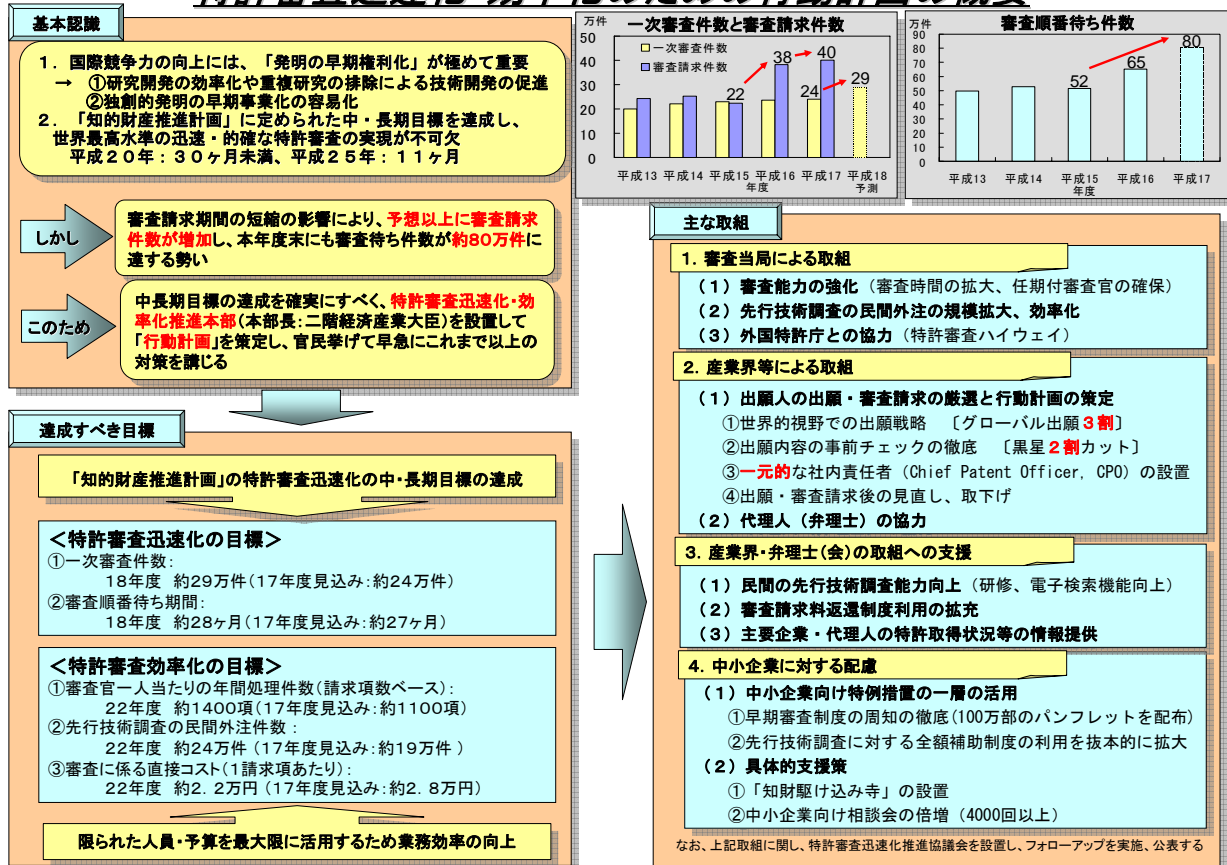 特許審査迅速化・効率化のための行動計画の概要
基本認識
1．国際競争力の向上には、「発明の早期権利化」が極めて重要
→ ①研究開発の効率化や重複研究の排除による技術開発の促進
②独創的発明の早期事業化の容易化
2．「知的財産推進計画」に定められた中・長期目標を達成し、
世界最高水準の迅速・的確な特許審査の実現が不可欠
平成20年：30ヶ月未満、平成25年：11ヶ月
しかし
審査請求期間の短縮の影響により、予想以上に審査請求
件数が増加し、本年度末にも審査待ち件数が約80万件に
達する勢い
このため
中長期目標の達成を確実にすべく、特許審査迅速化・効
率化推進本部（本部長：二階経済産業大臣）を設置して
「行動計画」を策定し、官民挙げて早急にこれまで以上の
対策を講じる
万件
一次審査件数と審査請求件数
50
40
30
20
10
0
一次審査件数
審査請求件数
22
38
40
24
29
平成13 平成14 平成15 平成16 平成17 平成18
年度
予測
万件
審査順番待ち件数
90
80
70
60
50
40
30
20
10
0
52
65
80
平成13 平成14 平成15 平成16 平成17
年度
達成すべき目標
「知的財産推進計画」の特許審査迅速化の中・長期目標の達成
＜特許審査迅速化の目標＞
①一次審査件数：
18年度 約29万件（17年度見込み：約24万件）
②審査順番待ち期間：
18年度 約28ヶ月（17年度見込み：約27ヶ月）
＜特許審査効率化の目標＞
①審査官一人当たりの年間処理件数（請求項数ベース）：
22年度 約1400項（17年度見込み：約1100項）
②先行技術調査の民間外注件数：
22年度 約24万件（17年度見込み：約19万件）
③審査に係る直接コスト（1請求項あたり）：
22年度 約2．2万円（17年度見込み：約2．8万円）
限られた人員・予算を最大限に活用するため業務効率の向上
主な取組
1．審査当局による取組
（1）審査能力の強化（審査時間の拡大、任期付審査官の確保）
（2）先行技術調査の民間外注の規模拡大、効率化
（3）外国特許庁との協力（特許審査ハイウェイ）
2．産業界等による取組
（1）出願人の出願・審査請求の厳選と行動計画の策定
①世界的視野での出願戦略 〔グローバル出願3割〕
②出願内容の事前チェックの徹底 〔黒星2割カット〕
③一元的な社内責任者（Chief Patent Officer, CPO）の設置
④出願・審査請求後の見直し、取下げ
（2）代理人（弁理士）の協力
3．産業界・弁理士（会）の取組への支援
（1）民間の先行技術調査能力向上（研修、電子検索機能向上）
（2）審査請求料返還制度利用の拡充
（3）主要企業・代理人の特許取得状況等の情報提供
4．中小企業に対する配慮
（1）中小企業向け特例措置の一層の活用
①早期審査制度の周知の徹底（100万部のパンフレットを配布）
②先行技術調査に対する全額補助制度の利用を抜本的に拡大
（2）具体的支援策
①「知財駆け込み寺」の設置
②中小企業向け相談会の倍増（4000回以上）
なお、上記取組に関し、特許審査迅速化推進協議会を設置し、フォローアップを実施、公表する